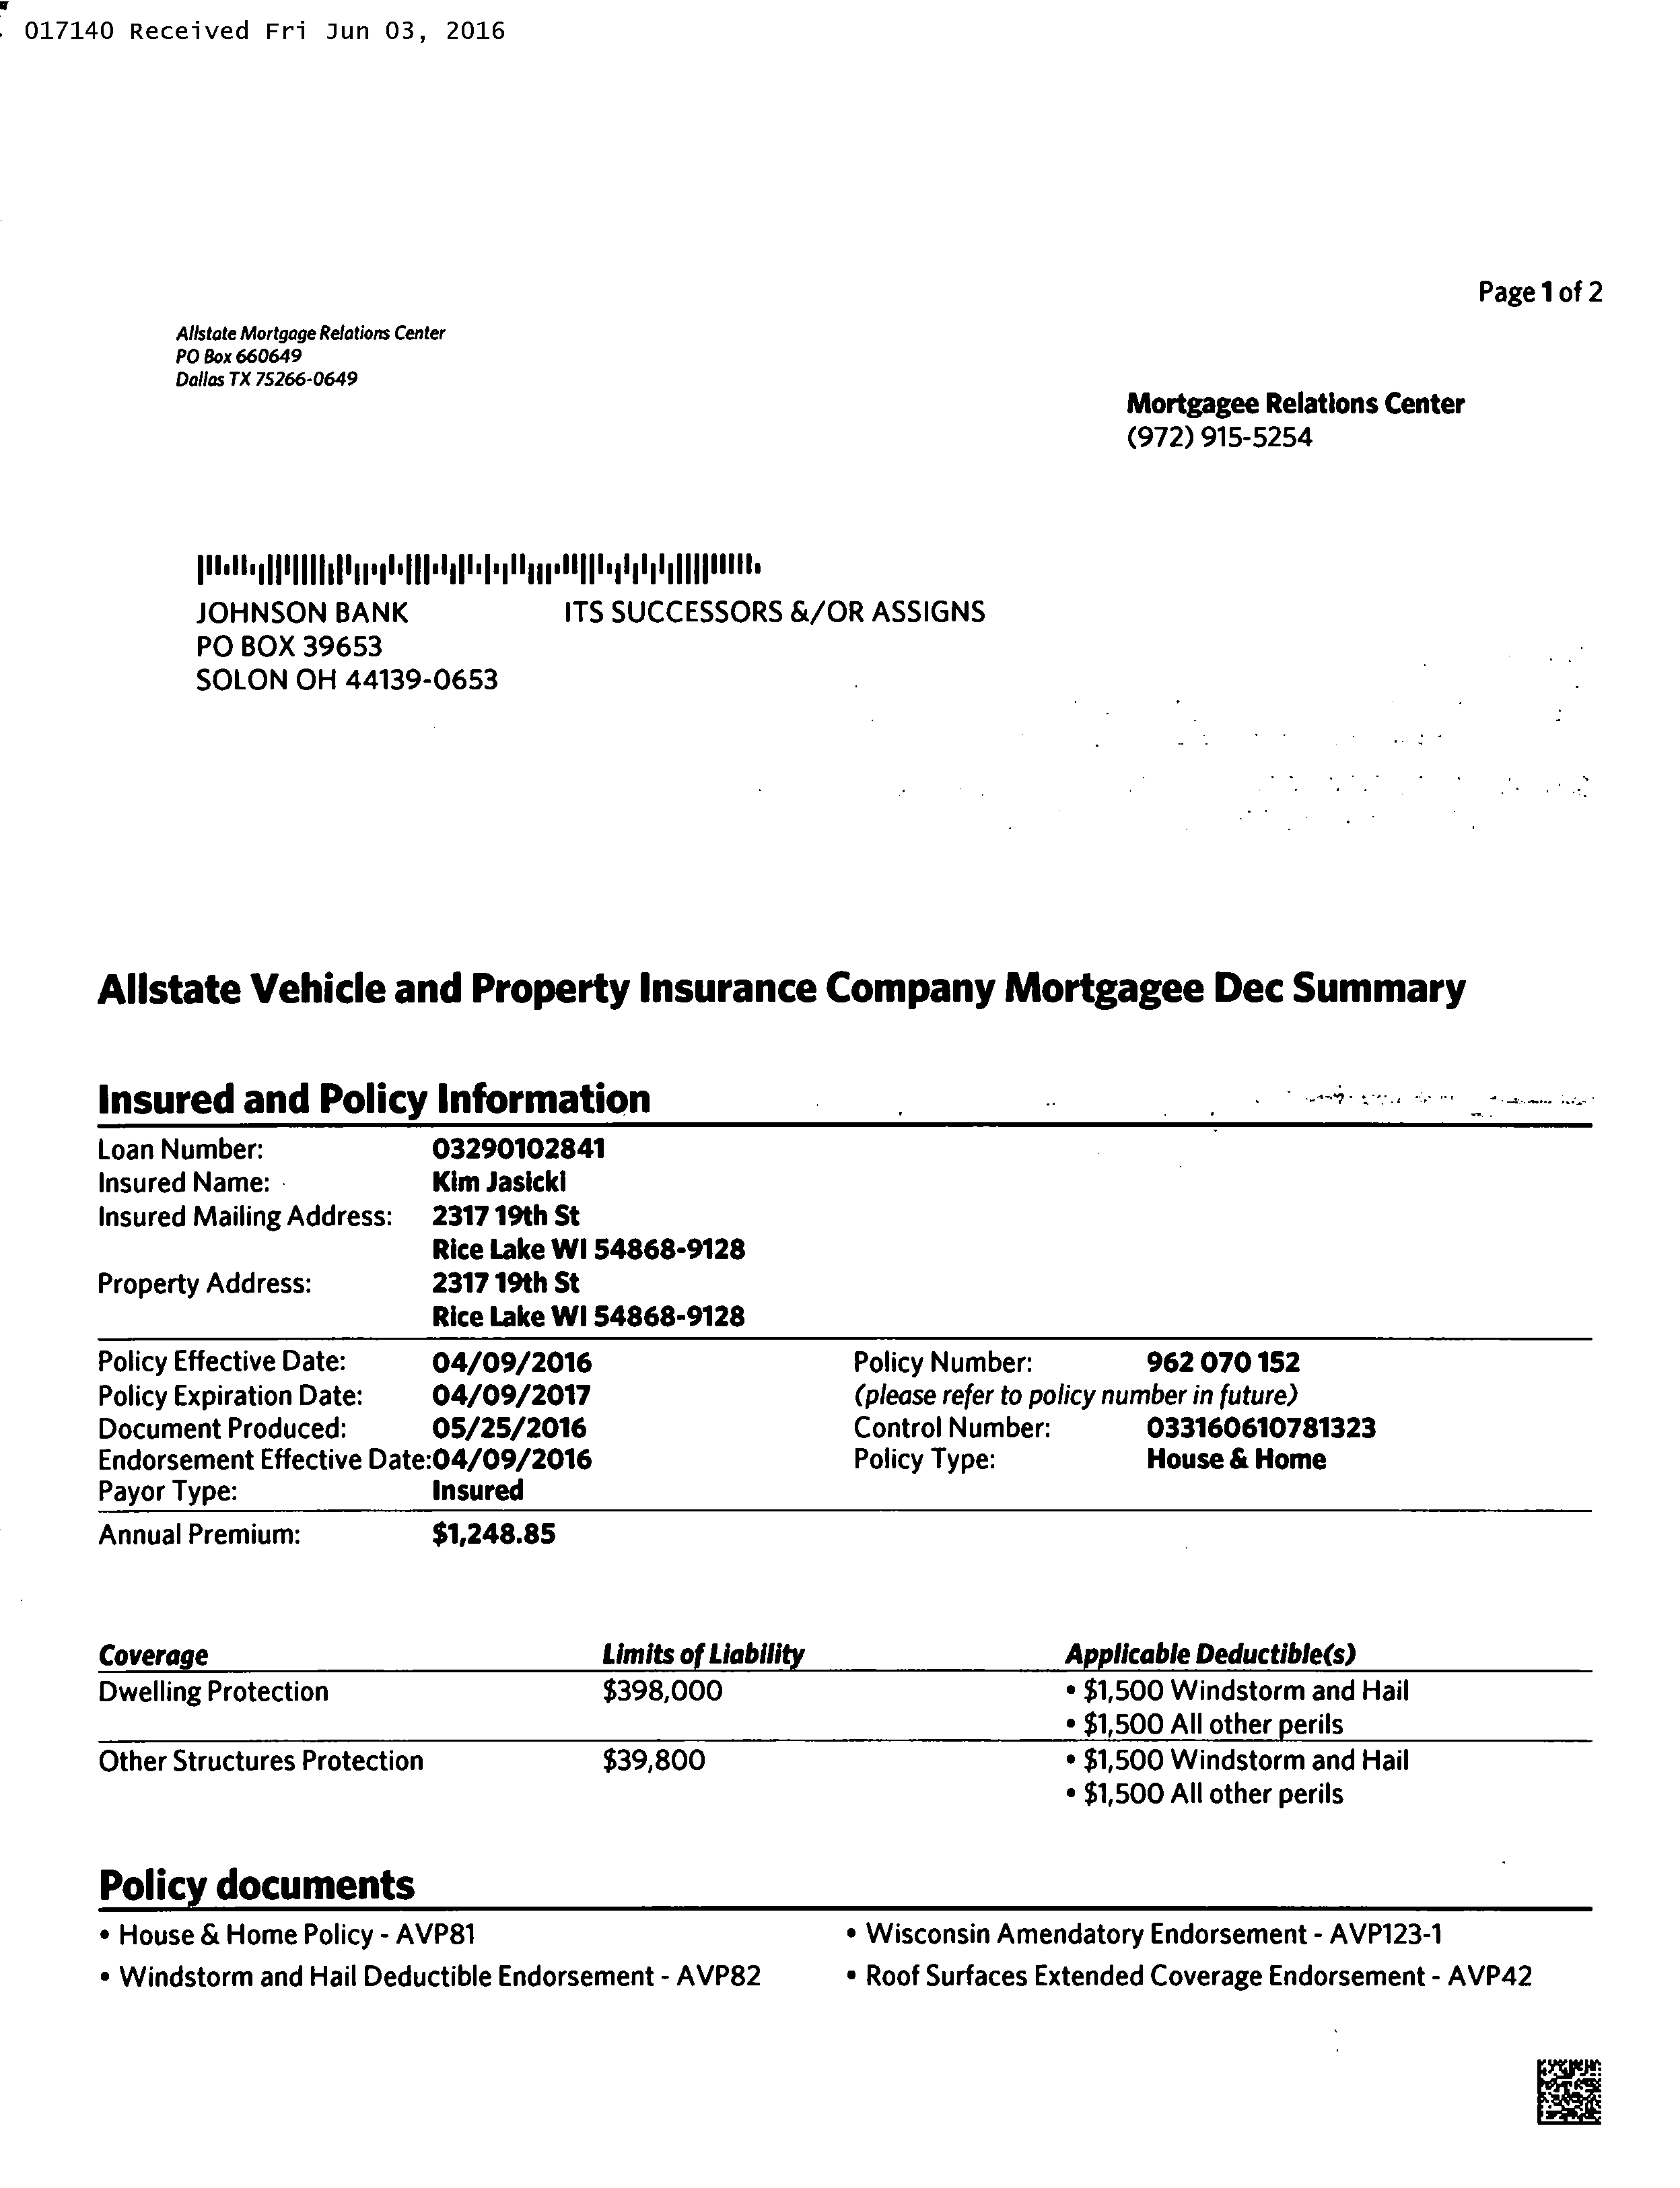 017140 Received Fri Jun 03, 2016
Page 1 of 2
Allstate Mortgage Relations Center
PO Box 660649
Dallas TX 75266-0649
Mortgagee Relations Center
(972) 915-5254
JOHNSON BANK ITS SUCCESSORS &/OR ASSIGNS
PO BOX 39653
SOLON OH 44139-0653
Allstate Vehicle and Property Insurance Company Mortgagee Dec Summary
Insured and Policy Information
Loan Number: 03290102841
Insured Name: Kim Jasicki
Insured Mailing Address: 2317 19th St
Rice Lake WI 54868-9128
Property Address: 2317 19th St
Rice Lake WI 54868-9128
Policy Effective Date: 04/09/2016 Policy Number: 962 070 152
Policy Expiration Date: 04/09/2017 (please refer to policy number in future)
Document Produced: 05/25/2016 Control Number: 033160610781323
Endorsement Effective Date:04/09/2016 Policy Type: House & Home
Payor Type: Insured
Annual Premium: $1,248.85
Coverage Limits of Liability Applicable Deductible(s)
Dwelling Protection $398,000 • $1,500 Windstorm and Hail
• $1,500 All other perils
Other Structures Protection $39,800 • $1,500 Windstorm and Hail
• $1,500 All other perils
Policy documents
• House & Home Policy - AVP81 • Wisconsin Amendatory Endorsement - AVP123-1
• Windstorm and Hail Deductible Endorsement - AVP82 • Roof Surfaces Extended Coverage Endorsement - AVP42